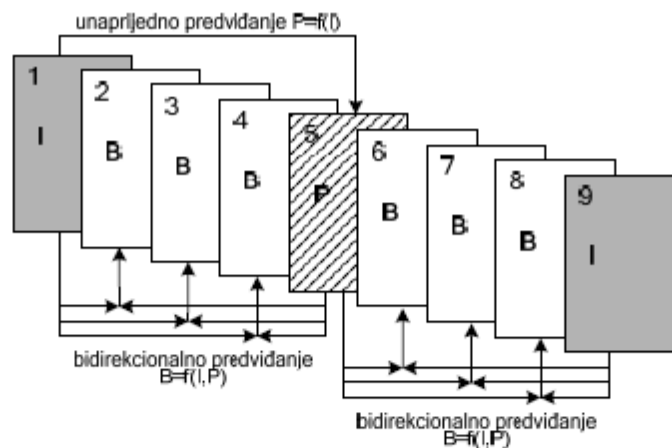 unaprijedno predviđanje P=f(I)
1
I
2
B
3
B
4
B
5
P
6
B
7
B
8
B
9
I
bidirekcionalno predviđanje
B=f(I,P)
bidirekcionalno predviđanje
B=f(I,P)